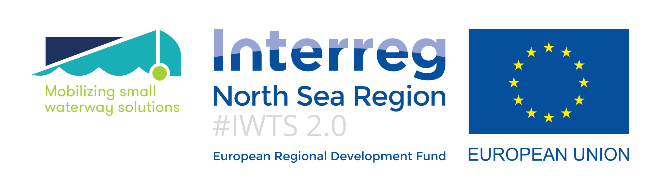 Mobilizing small
waterway solutions
Interreg
North Sea Region
#IWTS 2.0
European Regional Development Fund
EUROPEAN UNION